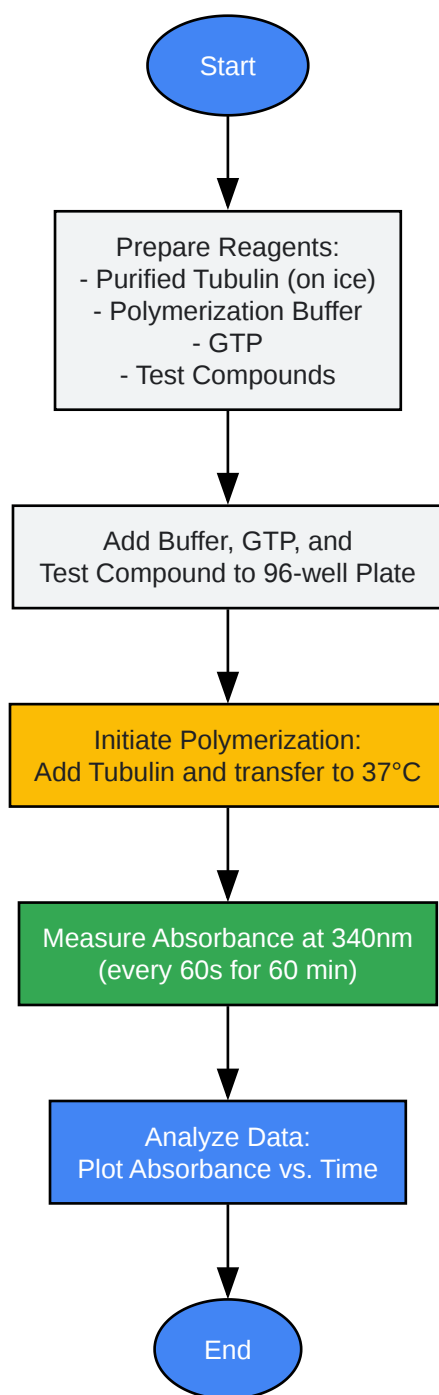 Start
Prepare Reagents:
- Purified Tubulin (on ice)
- Polymerization Buffer
- GTP
- Test Compounds
Add Buffer, GTP, and
Test Compound to 96-well Plate
Initiate Polymerization:
Add Tubulin and transfer to 37°C
Measure Absorbance at 340nm
(every 60s for 60 min)
Analyze Data:
Plot Absorbance vs. Time
End